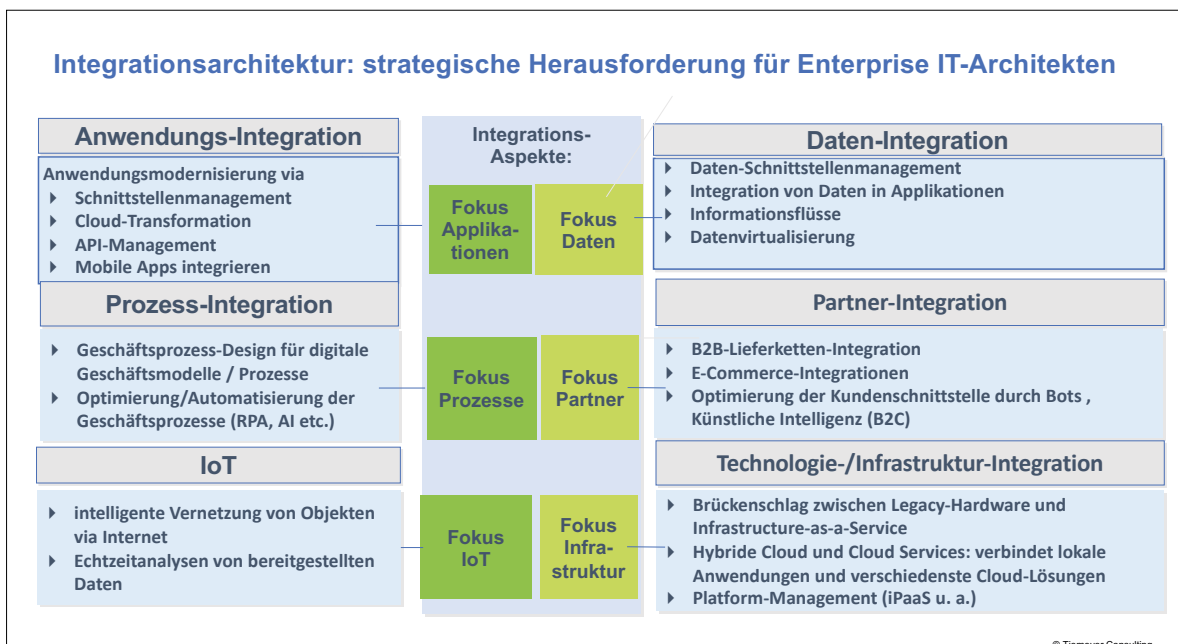 Integrationsarchitektur: strategische Herausforderung für Enterprise IT-Architekten
Anwendungs-Integration
Anwendungsmodernisierung via
Schnittstellenmanagement
Cloud-Transformation
API-Management
Mobile Apps integrieren
Prozess-Integration
Geschäftsprozess-Design für digitale
Geschäftsmodelle / Prozesse
Optimierung/Automatisierung der
Geschäftsprozesse (RPA, AI etc.)
IoT
intelligente Vernetzung von Objekten
via Internet
Echtzeitanalysen von bereitgestellten
Daten
Integrations-
Aspekte:
Fokus
Applika-
tionen
Fokus
Daten
Fokus
Prozesse
Fokus
Partner
Fokus
IoT
Fokus
Infra-
struktur
Daten-Integration
Daten-Schnittstellenmanagement
Integration von Daten in Applikationen
Informationsflüsse
Datenvirtualisierung
Partner-Integration
B2B-Lieferketten-Integration
E-Commerce-Integrationen
Optimierung der Kundenschnittstelle durch Bots ,
Künstliche Intelligenz (B2C)
Technologie-/Infrastruktur-Integration
Brückenschlag zwischen Legacy-Hardware und
Infrastructure-as-a-Service
Hybride Cloud und Cloud Services: verbindet lokale
Anwendungen und verschiedenste Cloud-Lösungen
Platform-Management (iPaaS u. a.)